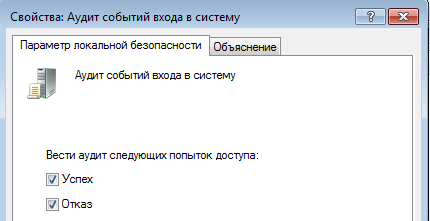 Свойства: Аудит событий входа в систему
Параметр локальной безопасности
Объяснение
Аудит событий входа в систему
Вести аудит следующих попыток доступа:
Успех
Отказ